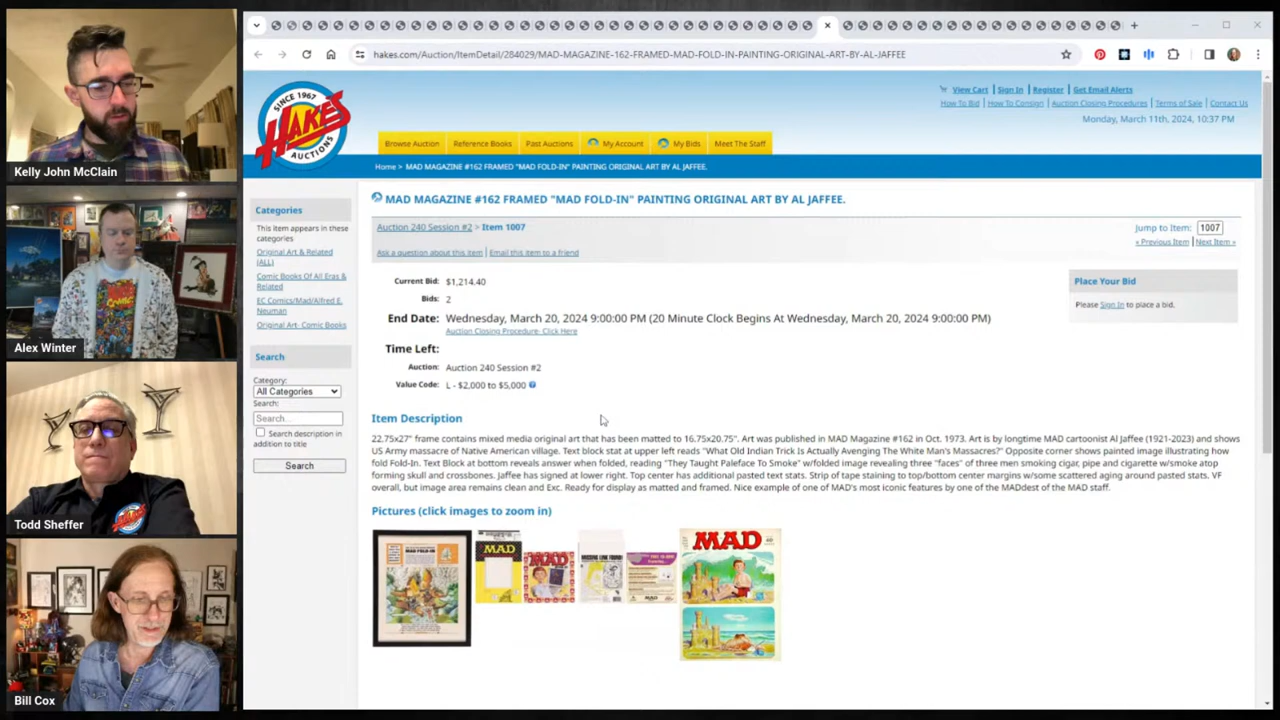 Kelly John McClain
Alex Winter
Todd Sheffer
Bill Cox
hakes.com/Auction/ItemDetail/284029/MAD-MAGAZINE-162-FRAMED-MAD-FOLD-IN-PAINTING-ORIGINAL-ART-BY-AL-JAFFEE
SINCE 1967
HAKES
AUCTIONS
View Cart | Sign In | Register | Get Email Alerts
How To Bid | How To Consign | Auction Closing Procedures | Terms of Sale | Contact Us
Monday, March 11th, 2024, 10:37 PM
Browse Auction Reference Books Past Auctions My Account My Bids Meet The Staff
Home > MAD MAGAZINE #162 FRAMED "MAD FOLD-IN" PAINTING ORIGINAL ART BY AL JAFFEE.
Categories
This item appears in these
categories
Original Art & Related
(ALL)
Comic Books Of All Eras &
Related
EC Comics/Mad/Alfred E.
Neuman
Original Art- Comic Books
Search
Category:
All Categories
Search:
Search...
Search description in
addition to title
Search
MAD MAGAZINE #162 FRAMED "MAD FOLD-IN" PAINTING ORIGINAL ART BY AL JAFFEE.
Auction 240 Session #2 > Item 1007
Jump to Item: 1007
« Previous Item | Next Item »
Ask a question about this item | Email this item to a friend
Current Bid: $1,214.40
Bids: 2
End Date: Wednesday, March 20, 2024 9:00:00 PM (20 Minute Clock Begins At Wednesday, March 20, 2024 9:00:00 PM)
Auction Closing Procedure- Click Here
Time Left:
Auction: Auction 240 Session #2
Value Code: L - $2,000 to $5,000
Place Your Bid
Please Sign In to place a bid.
Item Description
22.75x27" frame contains mixed media original art that has been matted to 16.75x20.75". Art was published in MAD Magazine #162 in Oct. 1973. Art is by longtime MAD cartoonist Al Jaffee (1921-2023) and shows
US Army massacre of Native American village. Text block stat at upper left reads "What Old Indian Trick Is Actually Avenging The White Man's Massacres?" Opposite corner shows painted image illustrating how
fold Fold-In. Text Block at bottom reveals answer when folded, reading "They Taught Paleface To Smoke" w/folded image revealing three "faces" of three men smoking cigar, pipe and cigarette w/smoke atop
forming skull and crossbones. Jaffee has signed at lower right. Top center has additional pasted text stats. Strip of tape staining to top/bottom center margins w/some scattered aging around pasted stats. VF
overall, but image area remains clean and Exc. Ready for display as matted and framed. Nice example of one of MAD's most iconic features by one of the MADdest of the MAD staff.
Pictures (click images to zoom in)
MAD FOLD-IN
MAD
MAD
MAD